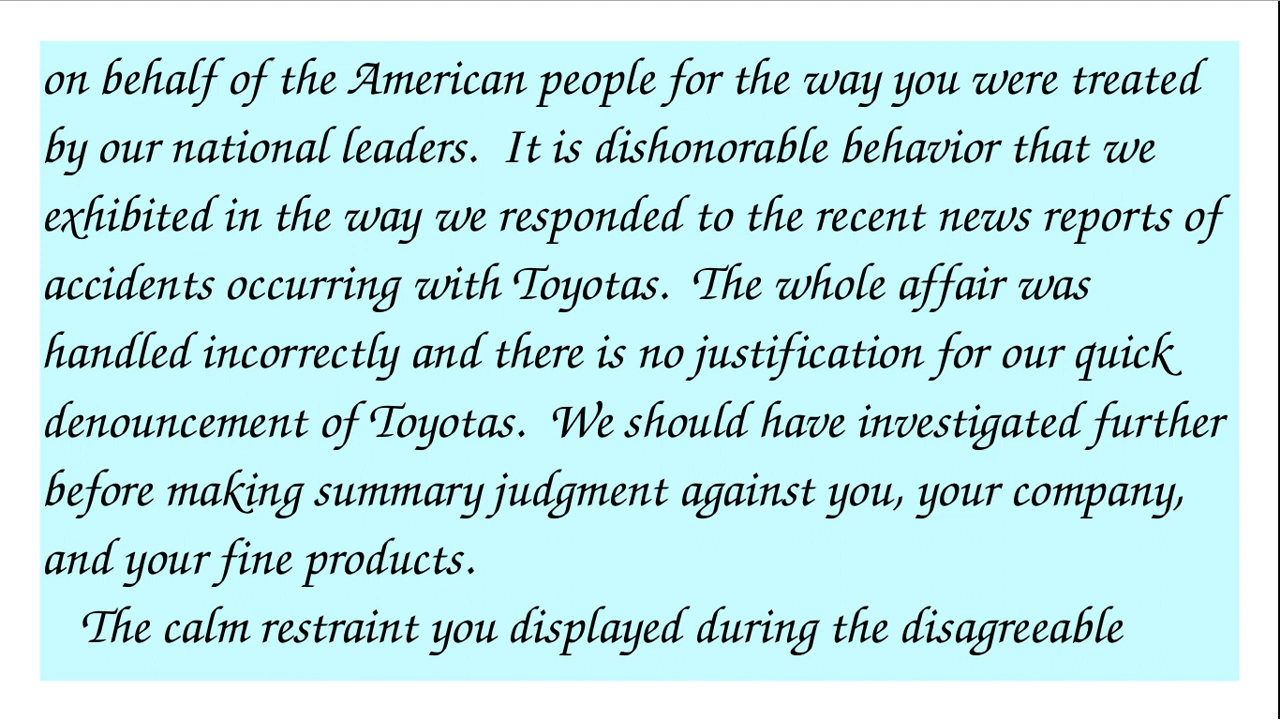 on behalf of the American people for the way you were treated
by our national leaders.  It is dishonorable behavior that we
exhibited in the way we responded to the recent news reports of
accidents occurring with Toyotas.  The whole affair was
handled incorrectly and there is no justification for our quick
denouncement of Toyotas.  We should have investigated further
before making summary judgment against you, your company,
and your fine products.
The calm restraint you displayed during the disagreeable